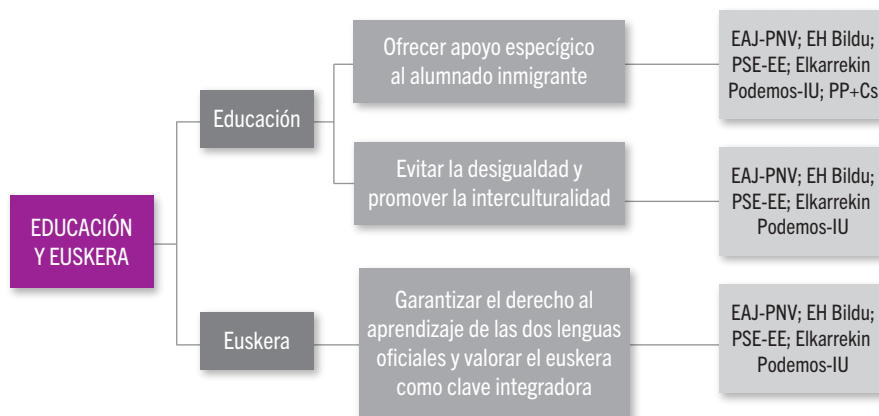 EDUCACIÓN
Y EUSKERA
Educación
Ofrecer apoyo especígico
al alumnado inmigrante
EAJ-PNV; EH Bildu;
PSE-EE; Elkarrekin
Podemos-IU; PP+Cs
Evitar la desigualdad y
promover la interculturalidad
EAJ-PNV; EH Bildu;
PSE-EE; Elkarrekin
Podemos-IU
Euskera
Garantizar el derecho al
aprendizaje de las dos lenguas
oficiales y valorar el euskera
como clave integradora
EAJ-PNV; EH Bildu;
PSE-EE; Elkarrekin
Podemos-IU